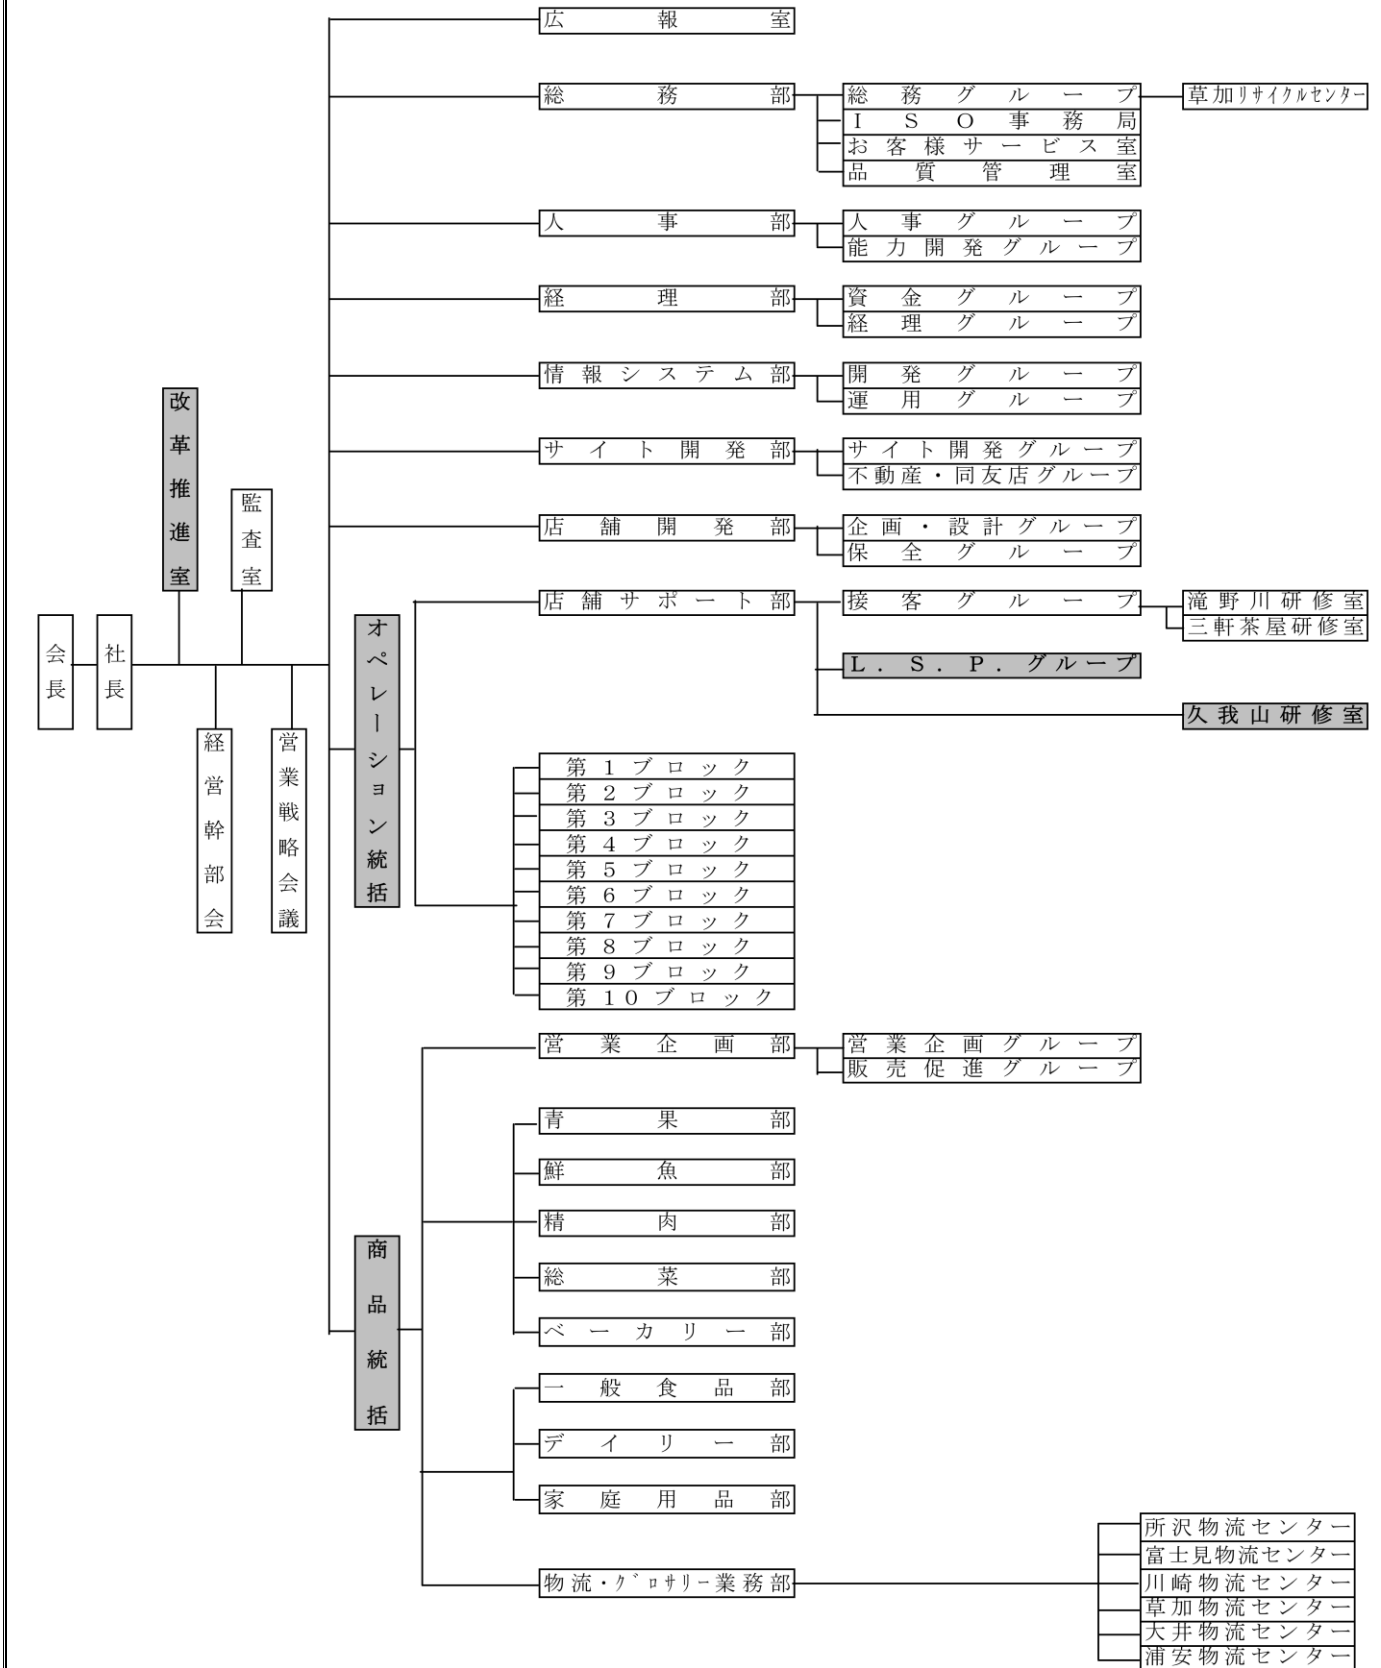 広報室
総務部
総務グループ
草加リサイクルセンター
ISO事務局
お客様サービス室
品質管理室
人事部
人事グループ
能力開発グループ
経理部
資金グループ
経理グループ
情報システム部
開発グループ
運用グループ
サイト開発部
サイト開発グループ
不動産・同友店グループ
店舗開発部
企画・設計グループ
保全グループ
改革推進室
監査室
会長
社長
経営幹部会
営業戦略会議
オペレーション統括
店舗サポート部
接客グループ
滝野川研修室
三軒茶屋研修室
L.S.P.グループ
久我山研修室
第1ブロック
第2ブロック
第3ブロック
第4ブロック
第5ブロック
第6ブロック
第7ブロック
第8ブロック
第9ブロック
第10ブロック
商品統括
営業企画部
営業企画グループ
販売促進グループ
青果部
鮮魚部
精肉部
総菜部
ベーカリー部
一般食品部
デイリー部
家庭用品部
物流・グロサリー業務部
所沢物流センター
富士見物流センター
川崎物流センター
草加物流センター
大井物流センター
浦安物流センター